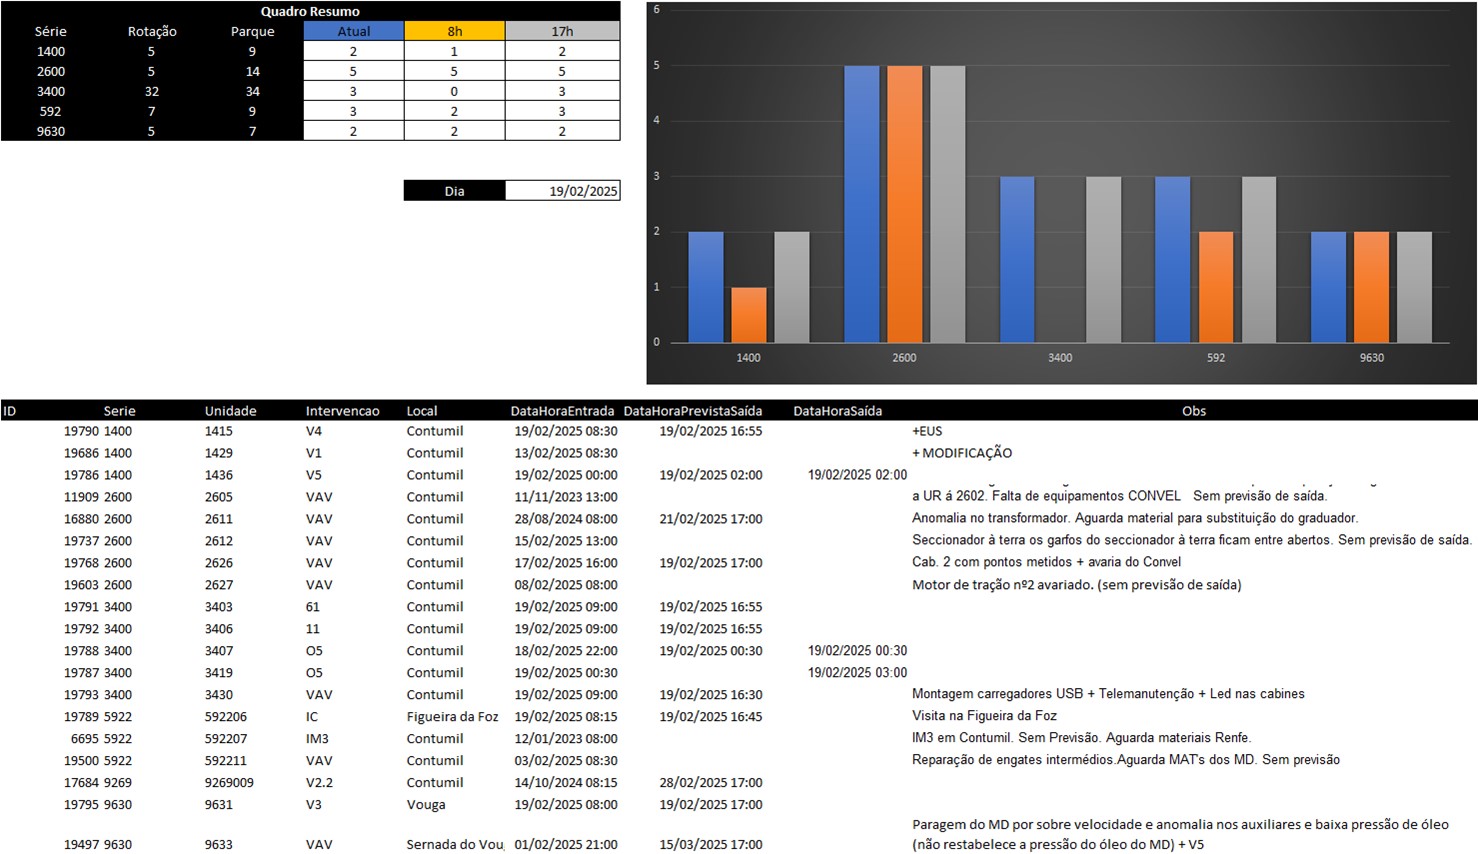 Quadro Resumo
Série Rotação Parque Atual 8h 17h
1400 5 9 2 1 2
2600 5 14 5 5 5
3400 32 34 3 0 3
592 7 9 3 2 3
9630 5 7 2 2 2
Dia 19/02/2025
6
5
4
3
2
1
0
1400 2600 3400 592 9630
ID Serie Unidade Intervencao Local DataHoraEntrada DataHoraPrevistaSaída DataHoraSaída Obs
19790 1400 1415 V4 Contumil 19/02/2025 08:30 19/02/2025 16:55 +EUS
19686 1400 1429 V1 Contumil 13/02/2025 08:30 + MODIFICAÇÃO
19786 1400 1436 V5 Contumil 19/02/2025 00:00 19/02/2025 02:00 19/02/2025 02:00
11909 2600 2605 VAV Contumil 11/11/2023 13:00 a UR á 2602. Falta de equipamentos CONVEL Sem previsão de saída.
16880 2600 2611 VAV Contumil 28/08/2024 08:00 21/02/2025 17:00 Anomalia no transformador. Aguarda material para substituição do graduador.
19737 2600 2612 VAV Contumil 15/02/2025 13:00 Seccionador à terra os garfos do seccionador à terra ficam entre abertos. Sem previsão de saída.
19768 2600 2626 VAV Contumil 17/02/2025 16:00 19/02/2025 17:00 Cab. 2 com pontos metidos + avaria do Convel
19603 2600 2627 VAV Contumil 08/02/2025 08:00 Motor de tração nº2 avariado. (sem previsão de saída)
19791 3400 3403 61 Contumil 19/02/2025 09:00 19/02/2025 16:55
19792 3400 3406 11 Contumil 19/02/2025 09:00 19/02/2025 16:55
19788 3400 3407 O5 Contumil 18/02/2025 22:00 19/02/2025 00:30 19/02/2025 00:30
19787 3400 3419 O5 Contumil 19/02/2025 00:30 19/02/2025 03:00
19793 3400 3430 VAV Contumil 19/02/2025 09:00 19/02/2025 16:30 Montagem carregadores USB + Telemanutenção + Led nas cabines
19789 5922 592206 IC Figueira da Foz 19/02/2025 08:15 19/02/2025 16:45 Visita na Figueira da Foz
6695 5922 592207 IM3 Contumil 12/01/2023 08:00 IM3 em Contumil. Sem Previsão. Aguarda materiais Renfe.
19500 5922 592211 VAV Contumil 03/02/2025 08:30 Reparação de engates intermédios.Aguarda MAT's dos MD. Sem previsão
17684 9269 9269009 V2.2 Contumil 14/10/2024 08:15 28/02/2025 17:00
19795 9630 9631 V3 Vouga 19/02/2025 08:00 19/02/2025 17:00
Paragem do MD por sobre velocidade e anomalia nos auxiliares e baixa pressão de óleo
19497 9630 9633 VAV Sernada do Vou 01/02/2025 21:00 15/03/2025 17:00 (não restabelece a pressão do óleo do MD) + V5